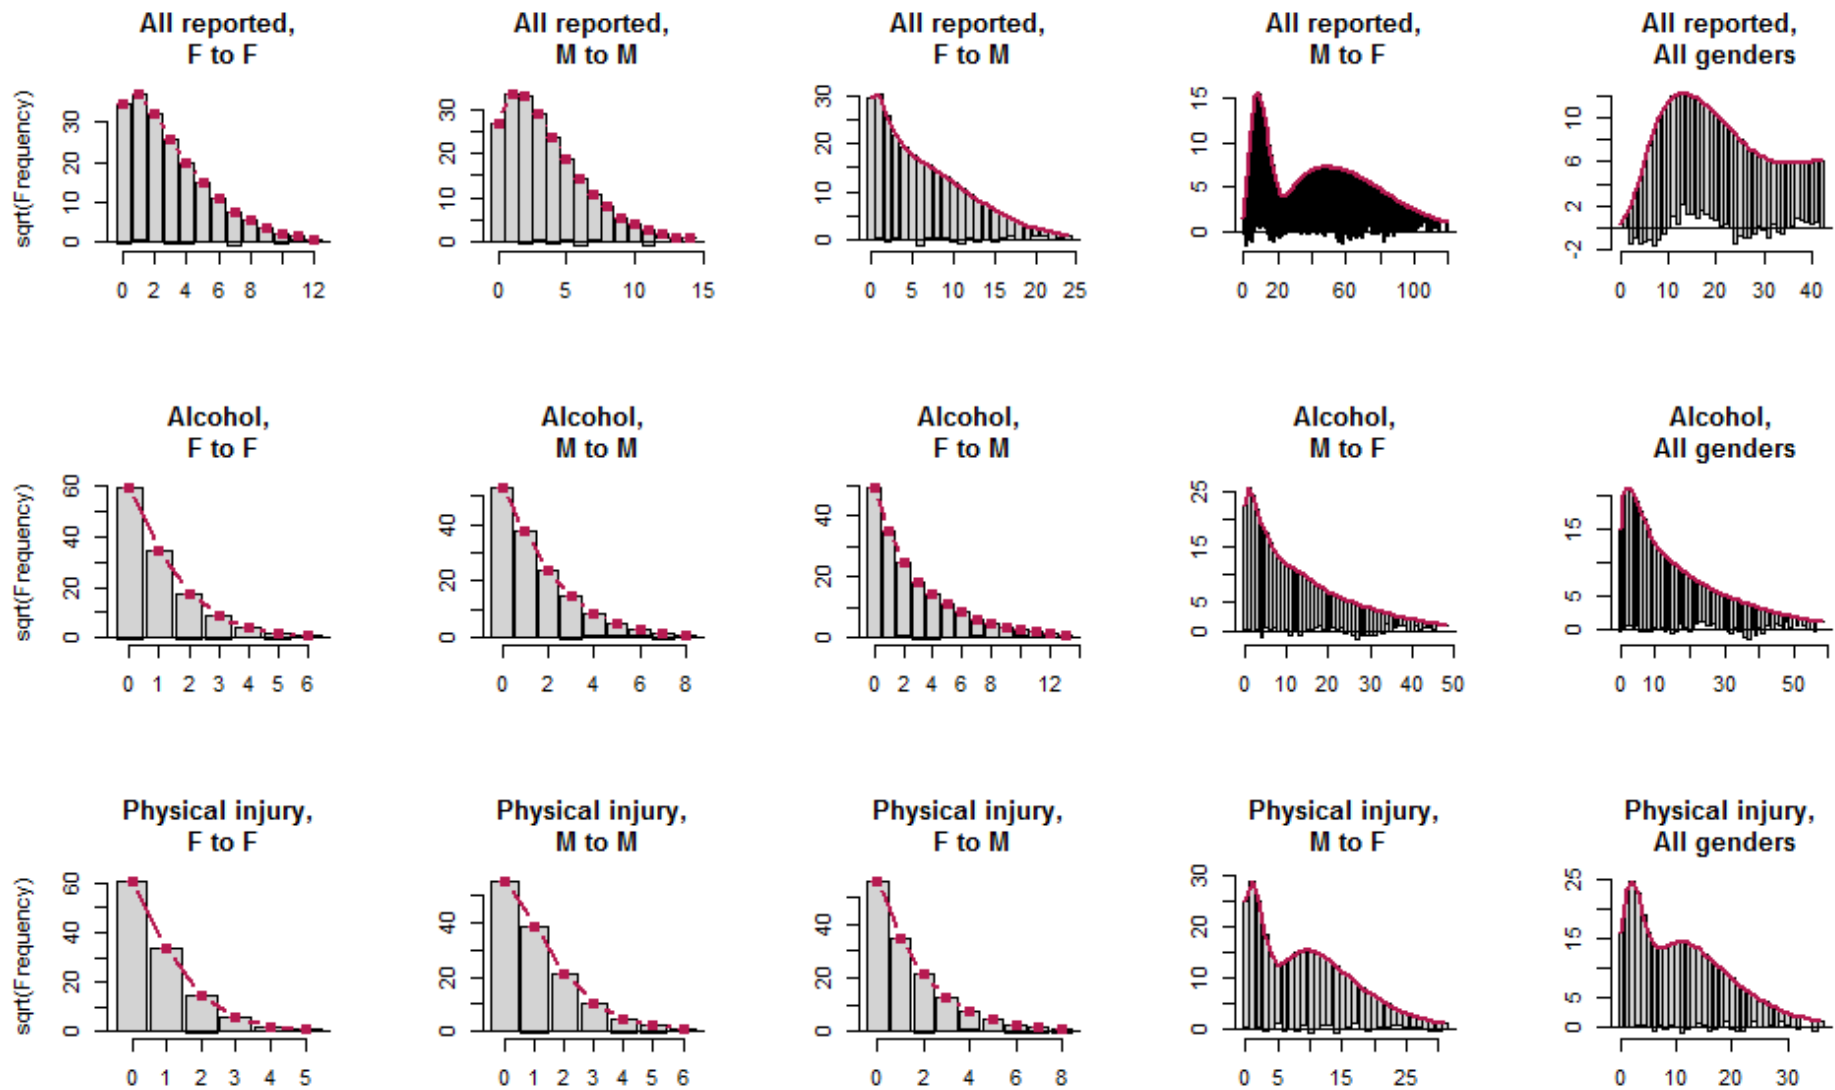 All reported,
F to F
All reported,
M to M
All reported,
F to M
All reported,
M to F
All reported,
All genders
sqrt(Frequency)
0 10 20 30
0 2 4 6 8 12
0 10 20 30
0 5 10 15
0 10 20 30
0 5 10 15 20 25
0 5 10 15
0 20 60 100
-2 2 6 10
0 10 20 30 40
Alcohol,
F to F
Alcohol,
M to M
Alcohol,
F to M
Alcohol,
M to F
Alcohol,
All genders
sqrt(Frequency)
0 20 40 60
0 1 2 3 4 5 6
0 20 40
0 2 4 6 8
0 20 40
0 2 4 6 8 12
0 5 15 25
0 10 20 30 40 50
0 5 15
0 10 30 50
Physical injury,
F to F
Physical injury,
M to M
Physical injury,
F to M
Physical injury,
M to F
Physical injury,
All genders
sqrt(Frequency)
0 20 40 60
0 1 2 3 4 5
0 20 40
0 1 2 3 4 5 6
0 20 40
0 2 4 6 8
0 10 20 30
0 5 15 25
0 5 15 25
0 10 20 30